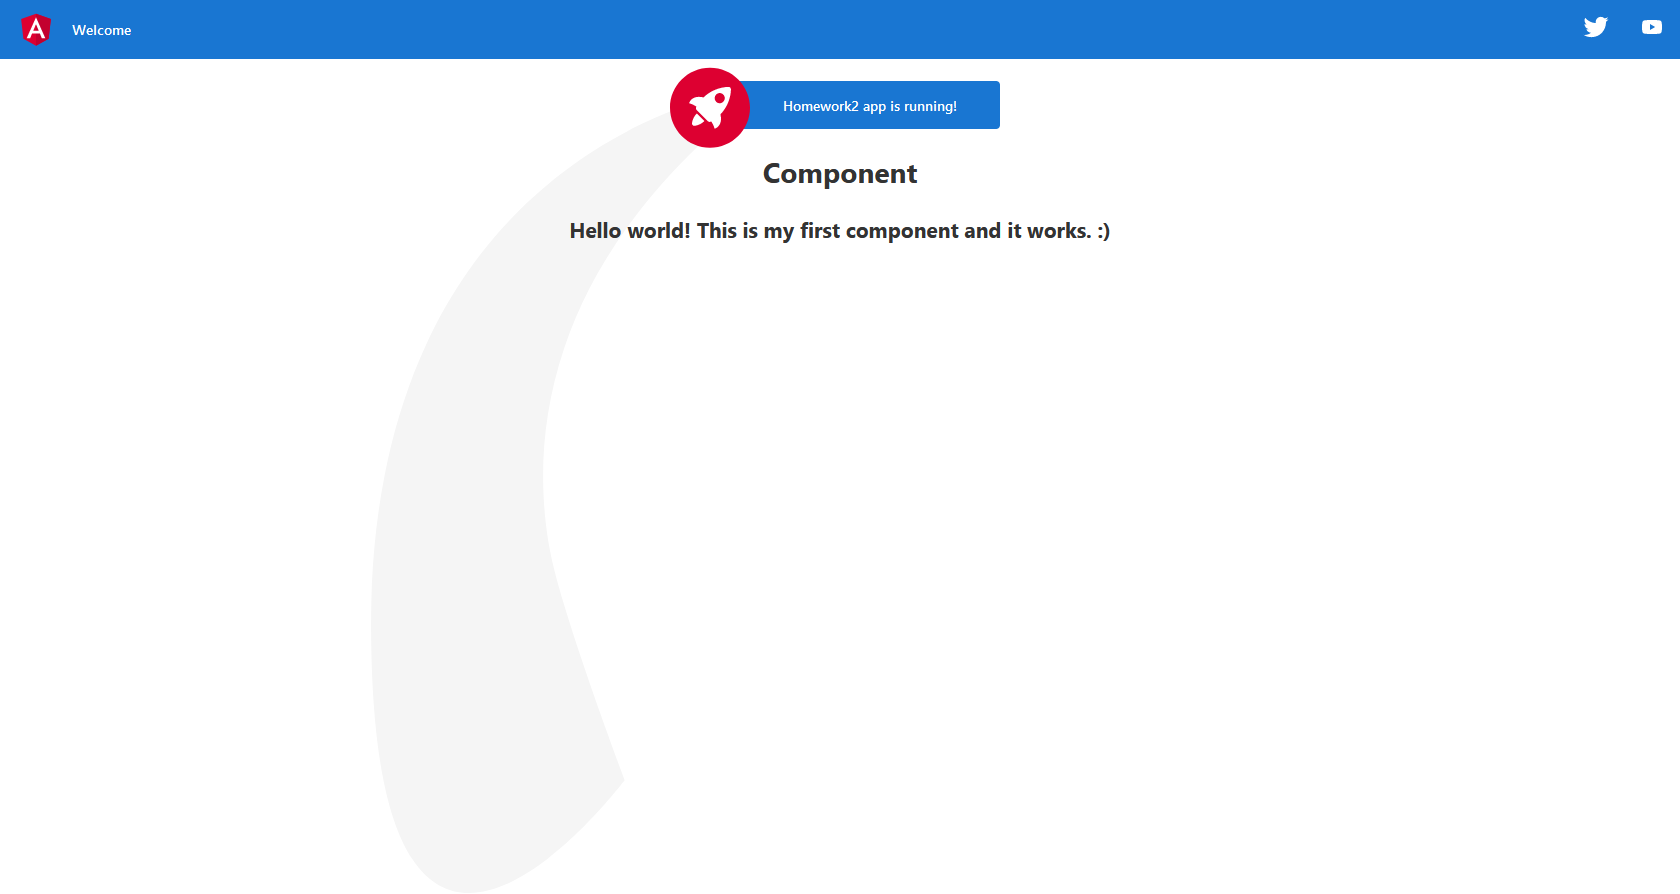 Welcome
Homework2 app is running!
Component
Hello world! This is my first component and it works. :)